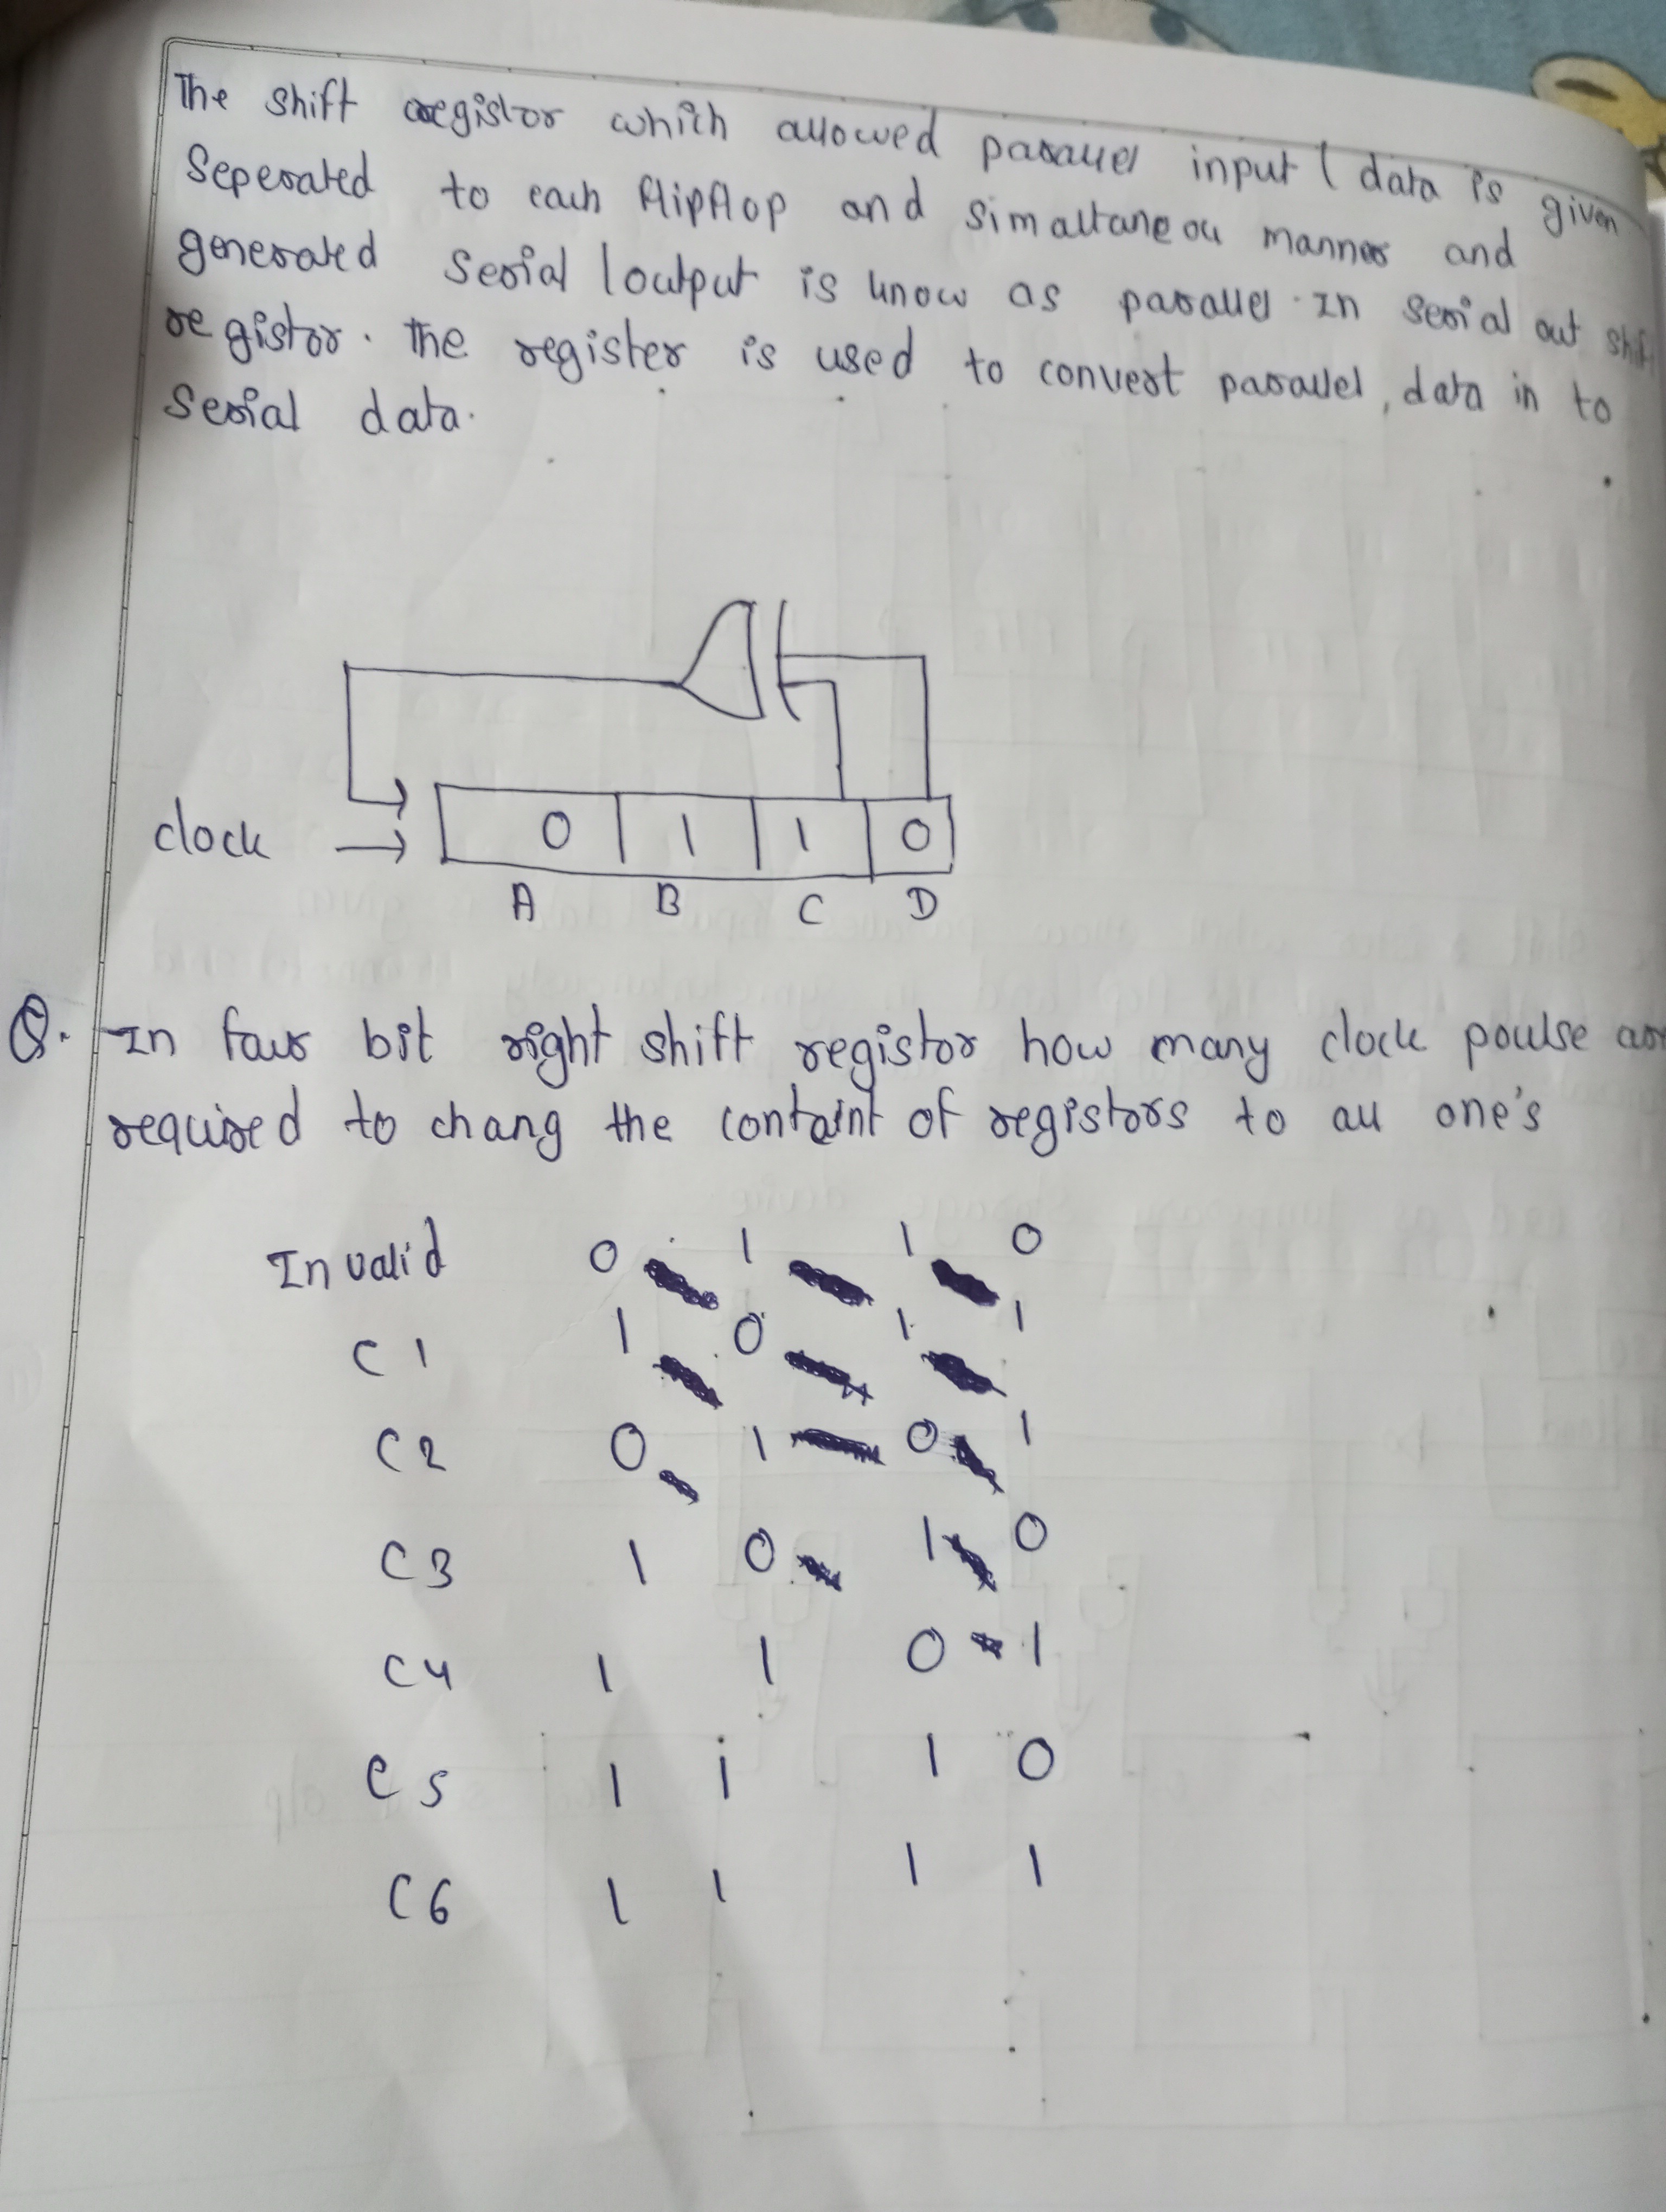 The shift registor which allowed parallel input ( data is given
Seperated to each flipflop and simaltaneou manner and
generated serial loutput is unow as parallel In serial out shift
registor. The register is used to convert parallel, data in to
serial data.
clock → 0 1 1 0
A B C D
Q. In four bit right shift registor how many clock poulse are
required to chang the containt of registors to all one's
Invalid 0 1 1 0
C1 1 0 1 1
C2 0 1 0 1
C3 1 0 1 0
C4 1 1 0 1
C5 1 1 1 0
C6 1 1 1 1